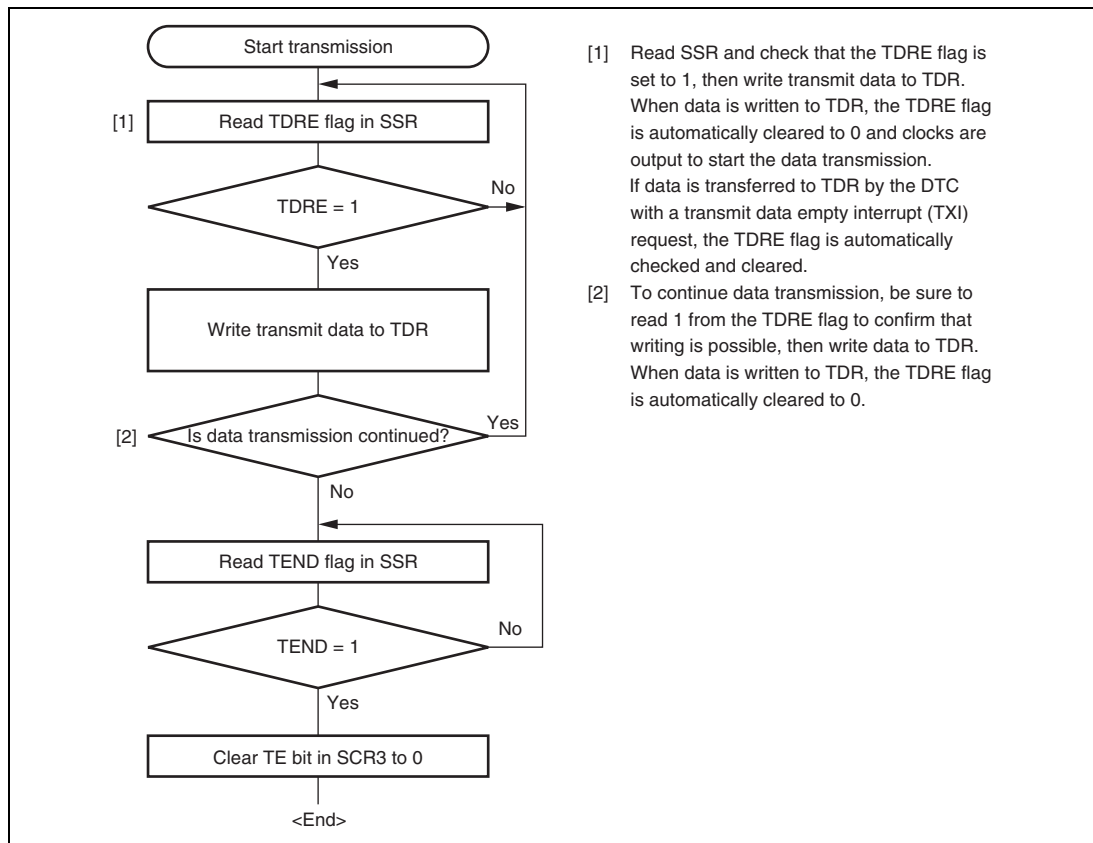 Start transmission
[1] Read TDRE flag in SSR
TDRE = 1
No
Yes
Write transmit data to TDR
[2] Is data transmission continued?
Yes
No
Read TEND flag in SSR
TEND = 1
No
Yes
Clear TE bit in SCR3 to 0
<End>
[1] Read SSR and check that the TDRE flag is
set to 1, then write transmit data to TDR.
When data is written to TDR, the TDRE flag
is automatically cleared to 0 and clocks are
output to start the data transmission.
If data is transferred to TDR by the DTC
with a transmit data empty interrupt (TXI)
request, the TDRE flag is automatically
checked and cleared.
[2] To continue data transmission, be sure to
read 1 from the TDRE flag to confirm that
writing is possible, then write data to TDR.
When data is written to TDR, the TDRE flag
is automatically cleared to 0.